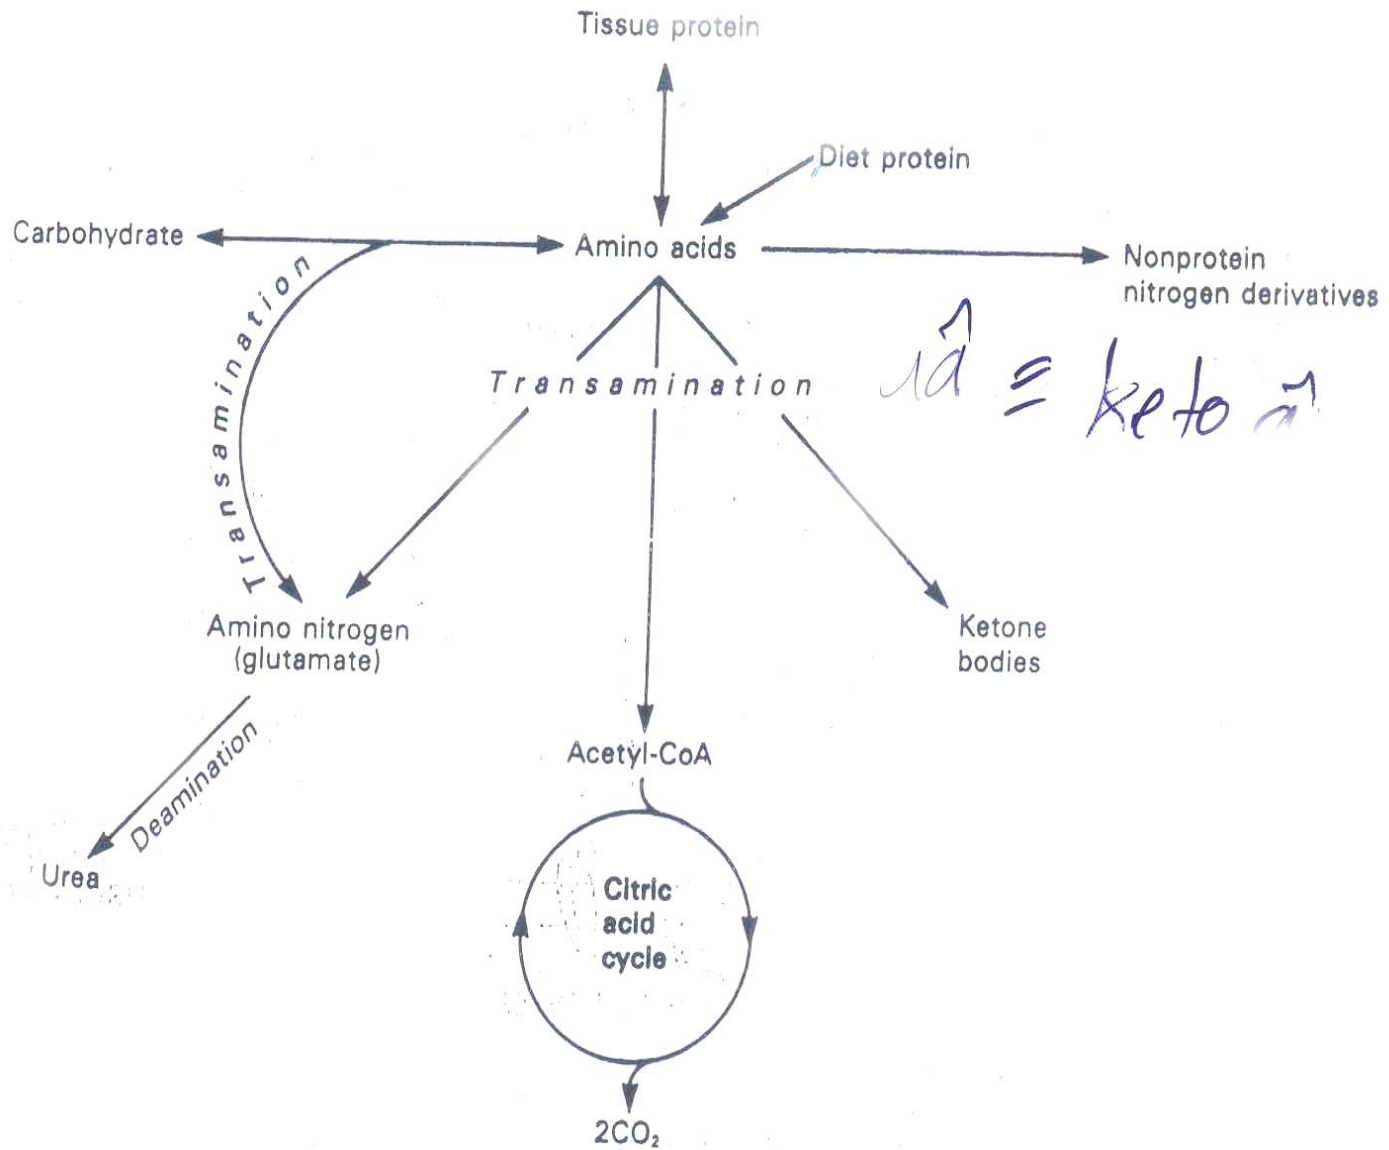 Tissue protein
Diet protein
Carbohydrate
Amino acids
Nonprotein
nitrogen derivatives
Transamination
Transamination
keto
Amino nitrogen
(glutamate)
Ketone
bodies
Deamination
Acetyl-CoA
Urea
Citric
acid
cycle
2CO₂